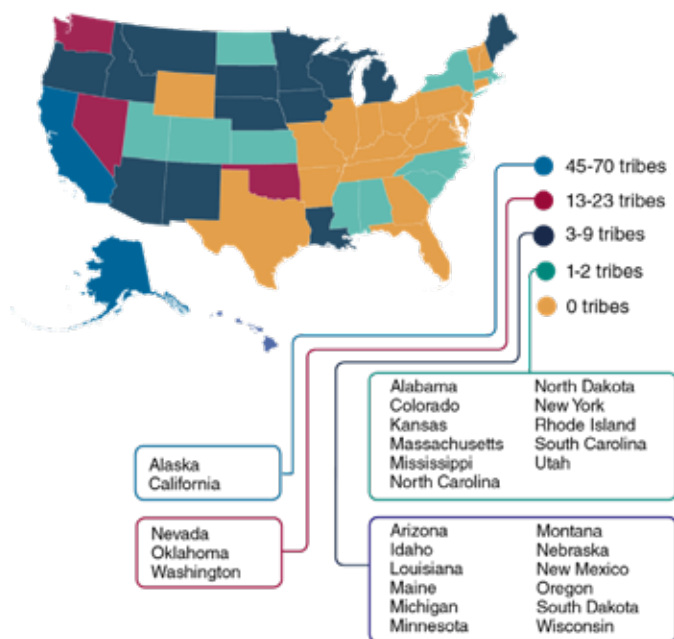 45-70 tribes
13-23 tribes
3-9 tribes
1-2 tribes
0 tribes
Alabama
Colorado
Kansas
Massachusetts
Mississippi
North Carolina
North Dakota
New York
Rhode Island
South Carolina
Utah
Alaska
California
Nevada
Oklahoma
Washington
Arizona
Idaho
Louisiana
Maine
Michigan
Minnesota
Montana
Nebraska
New Mexico
Oregon
South Dakota
Wisconsin